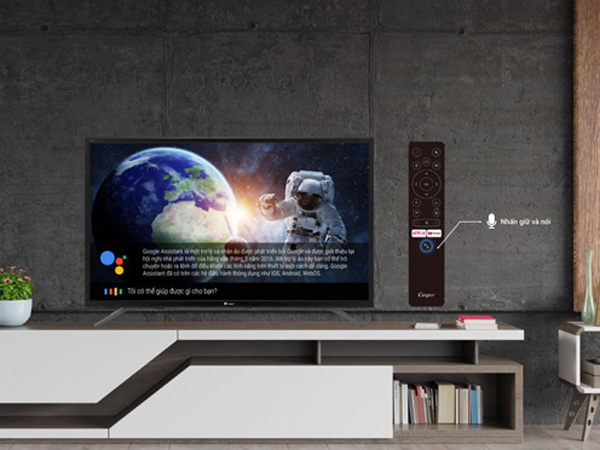 Google Assistant là một trợ lý cá nhân ảo được phát triển bởi Google và được giới thiệu tại
hội nghị nhà phát triển của hãng vào tháng 5 năm 2016. Với trợ lý ảo này bạn có thể trò
chuyện hoặc ra lệnh để điều khiển các tính năng trên thiết bị một cách dễ dàng. Google
Assistant đã có trên các hệ điều hành thông dụng như iOS, Android, WebOS.
Tôi có thể giúp được gì cho bạn?
NETFLIX
Nhấn giữ và nói
Casper